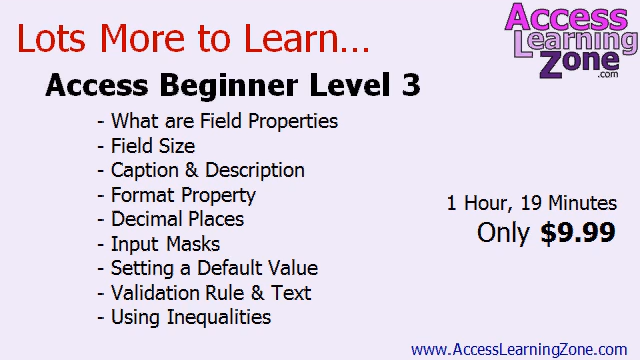 Lots More to Learn...
Access
Learning
Zone
.com
Access Beginner Level 3
- What are Field Properties
- Field Size
- Caption & Description
- Format Property
- Decimal Places
- Input Masks
- Setting a Default Value
- Validation Rule & Text
- Using Inequalities
1 Hour, 19 Minutes
Only $9.99
www.AccessLearningZone.com